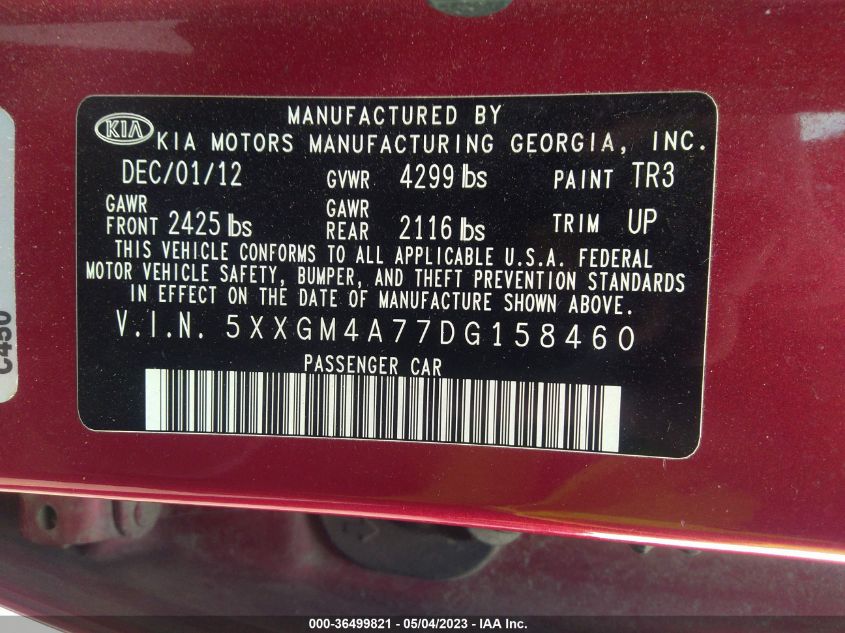 MANUFACTURED BY
KIA KIA MOTORS MANUFACTURING GEORGIA, INC.
DEC/01/12 GVWR 4299 lbs PAINT TR3
GAWR FRONT 2425 lbs GAWR REAR 2116 lbs TRIM UP
THIS VEHICLE CONFORMS TO ALL APPLICABLE U.S.A. FEDERAL
MOTOR VEHICLE SAFETY, BUMPER, AND THEFT PREVENTION STANDARDS
IN EFFECT ON THE DATE OF MANUFACTURE SHOWN ABOVE.
V.I.N. 5XXGM4A77DG158460
PASSENGER CAR
000-36499821 - 05/04/2023 - IAA Inc.